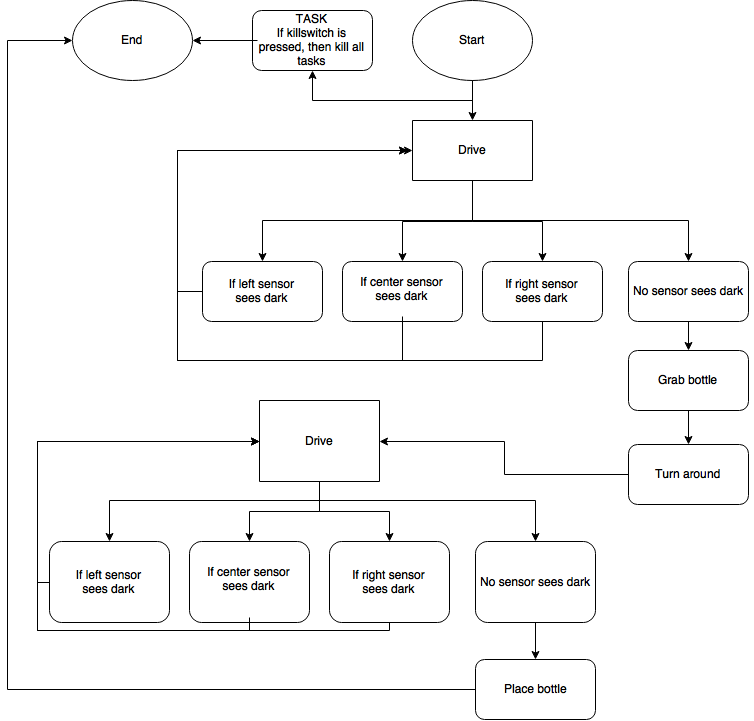 End
TASK
If killswitch is
pressed, then kill all
tasks
Start
Drive
If left sensor
sees dark
If center sensor
sees dark
If right sensor
sees dark
No sensor sees dark
Grab bottle
Turn around
Drive
If left sensor
sees dark
If center sensor
sees dark
If right sensor
sees dark
No sensor sees dark
Place bottle